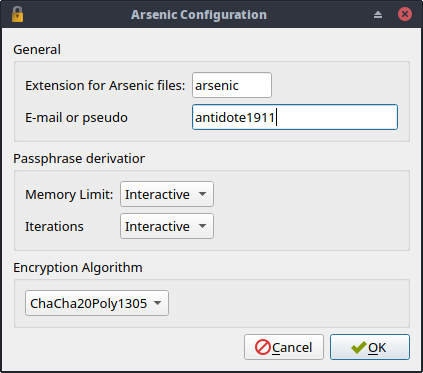 Arsenic Configuration
General
Extension for Arsenic files: arsenic
E-mail or pseudo antidote1911
Passphrase derivatior
Memory Limit: Interactive
Iterations Interactive
Encryption Algorithm
ChaCha20Poly1305
Cancel OK